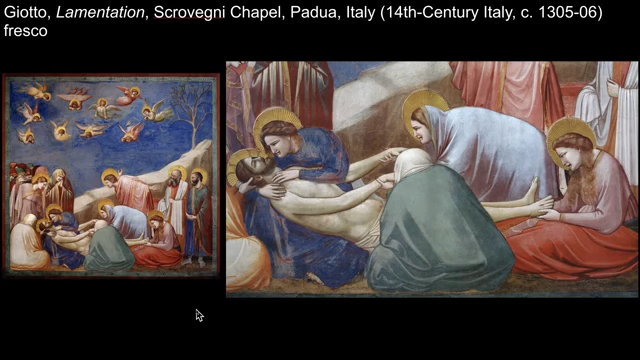 Giotto, Lamentation, Scrovegni Chapel, Padua, Italy (14th-Century Italy, c. 1305-06)
fresco